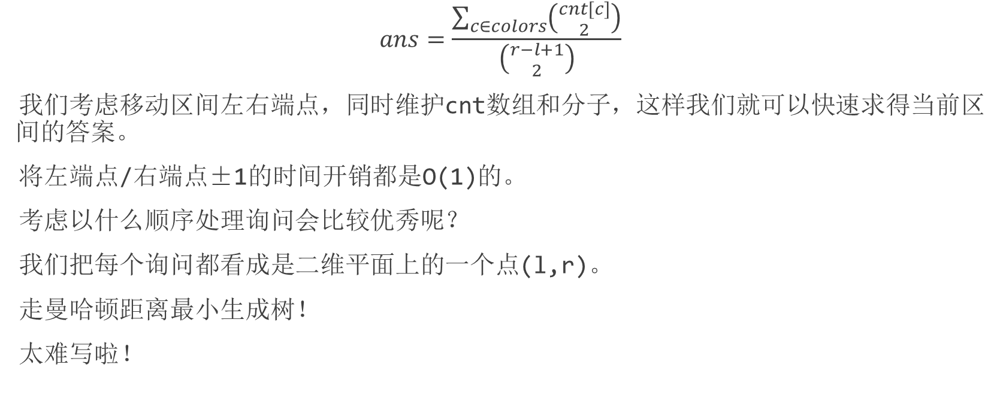 ans = \frac{\sum_{c∈colors}\binom{cnt[c]}{2}}{\binom{r-l+1}{2}}
我们考虑移动区间左右端点，同时维护cnt数组和分子，这样我们就可以快速求得当前区
间的答案。
将左端点/右端点±1的时间开销都是O(1)的。
考虑以什么顺序处理询问会比较优秀呢？
我们把每个询问都看成是二维平面上的一个点(l,r)。
走曼哈顿距离最小生成树！
太难写啦！